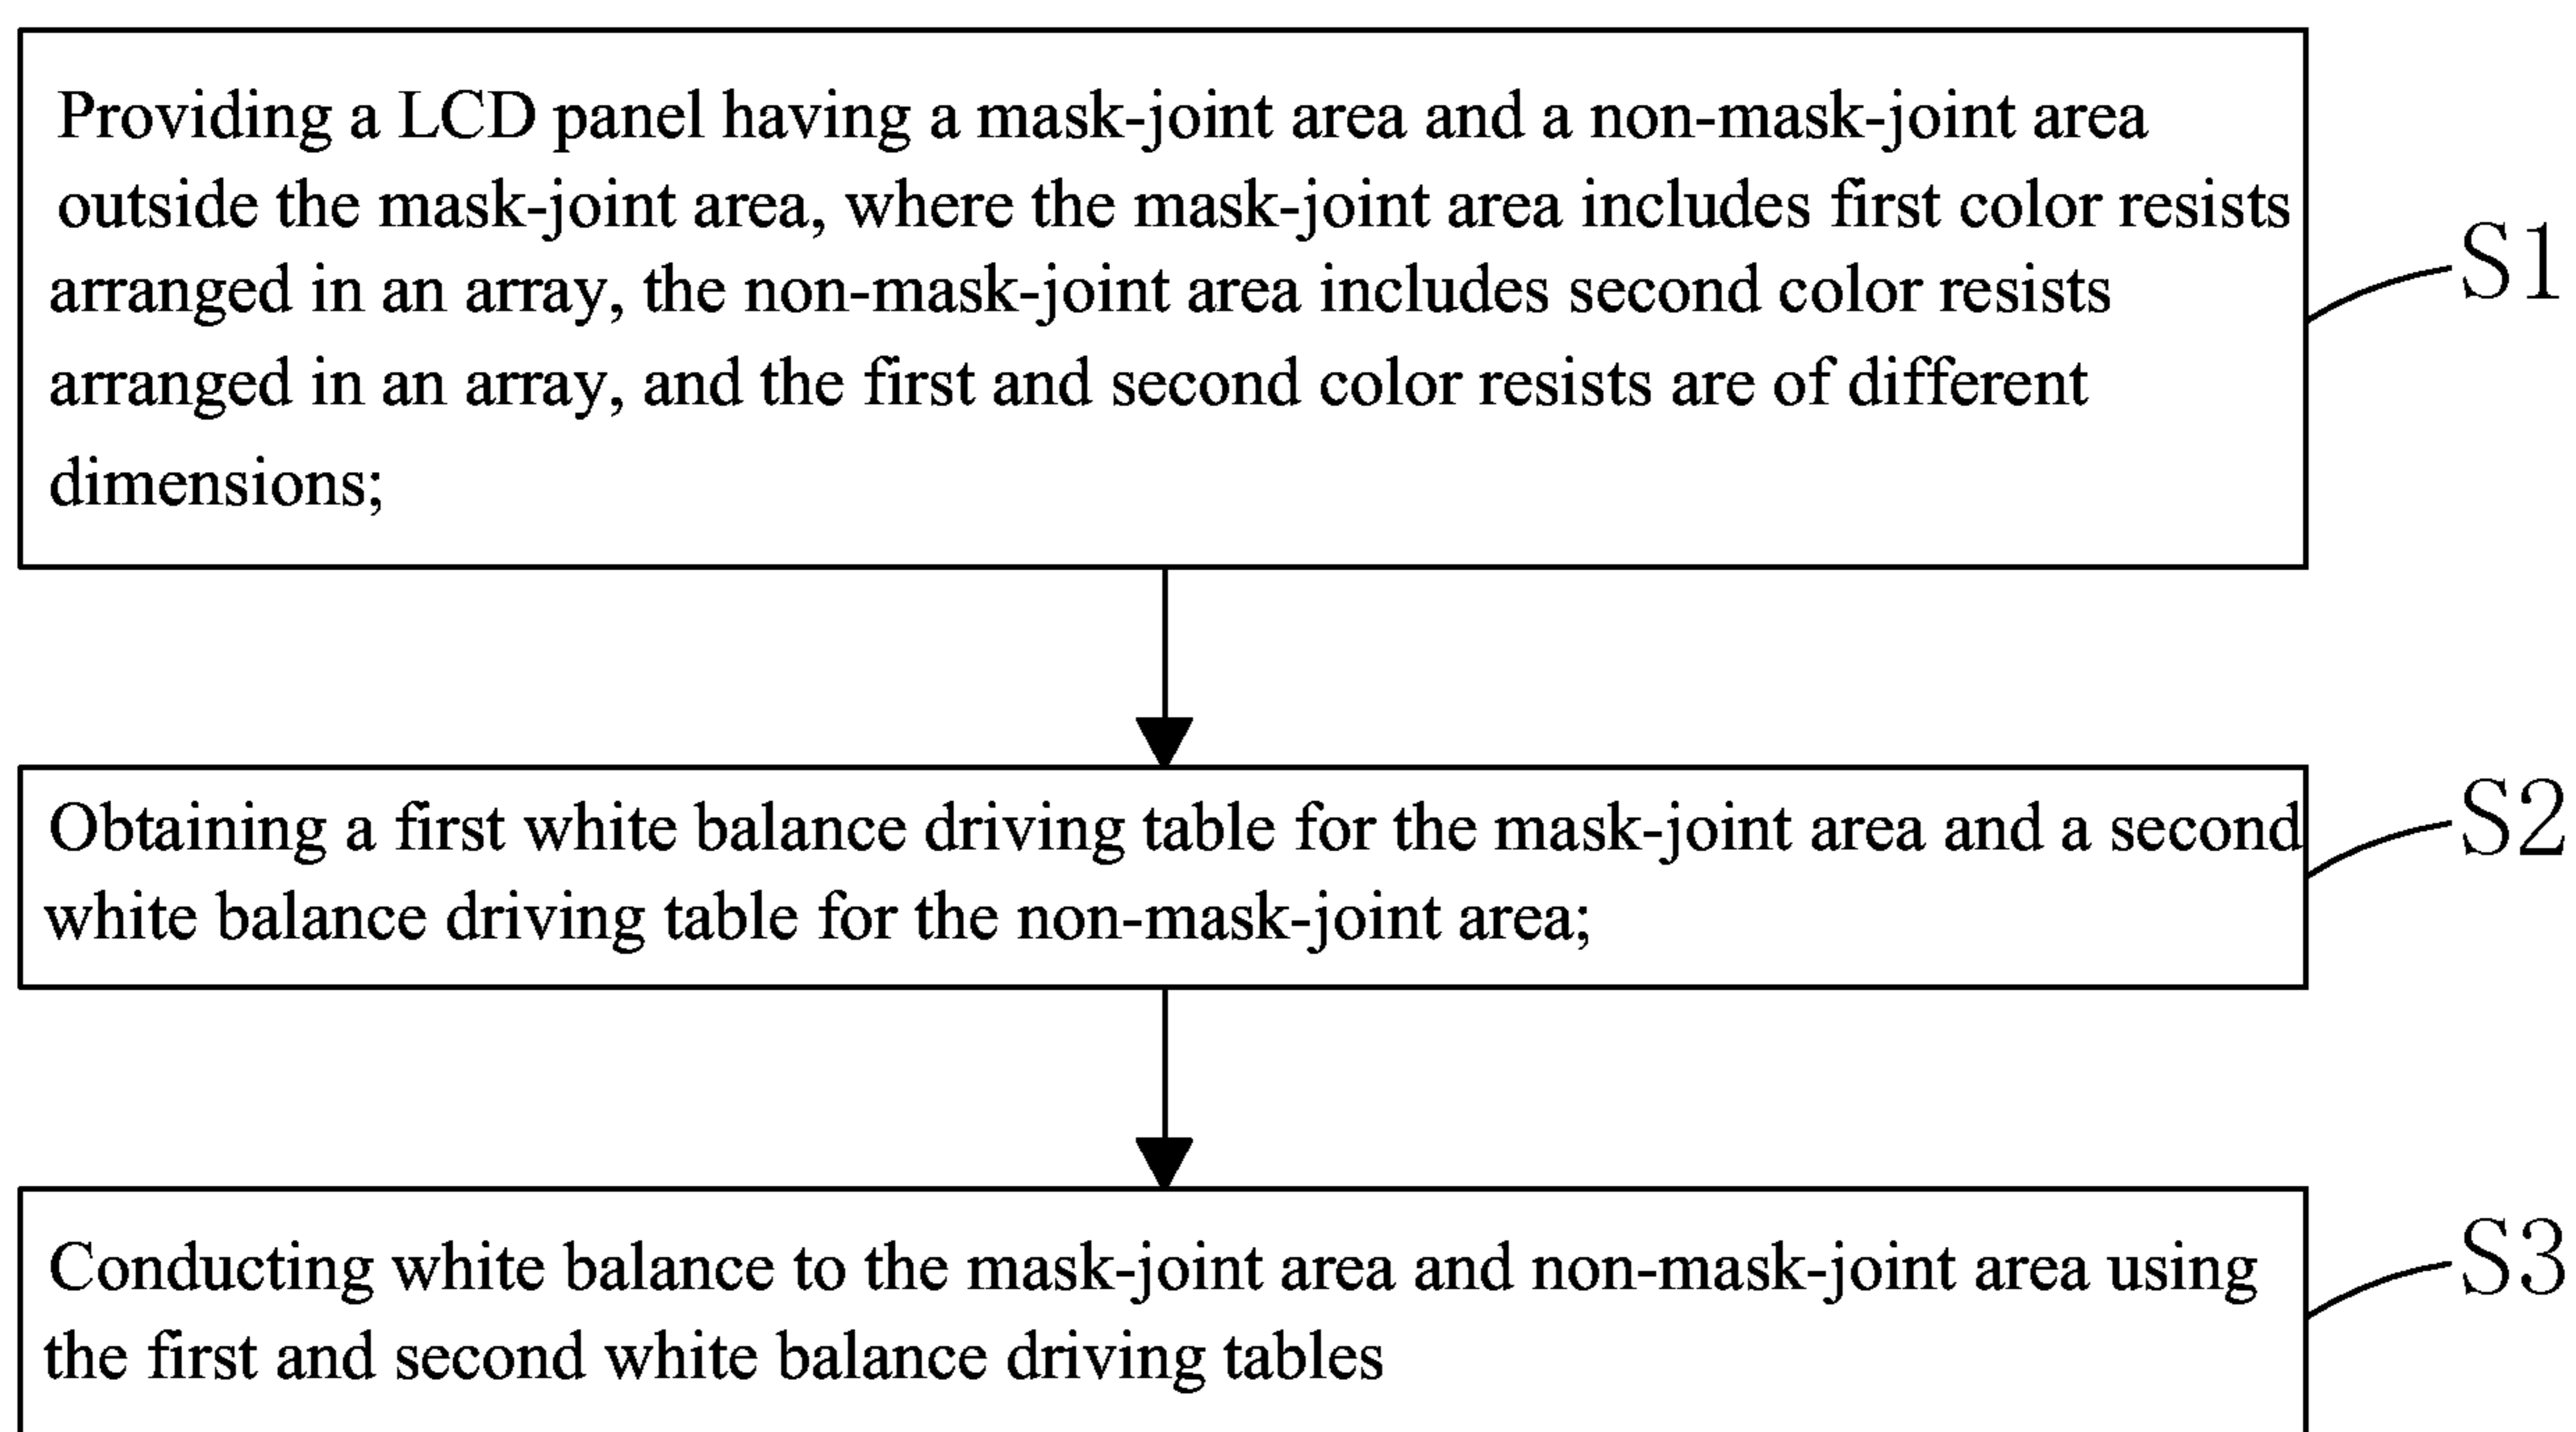 Providing a LCD panel having a mask-joint area and a non-mask-joint area
outside the mask-joint area, where the mask-joint area includes first color resists
arranged in an array, the non-mask-joint area includes second color resists
arranged in an array, and the first and second color resists are of different
dimensions;
S1
Obtaining a first white balance driving table for the mask-joint area and a second
white balance driving table for the non-mask-joint area;
S2
Conducting white balance to the mask-joint area and non-mask-joint area using
the first and second white balance driving tables
S3